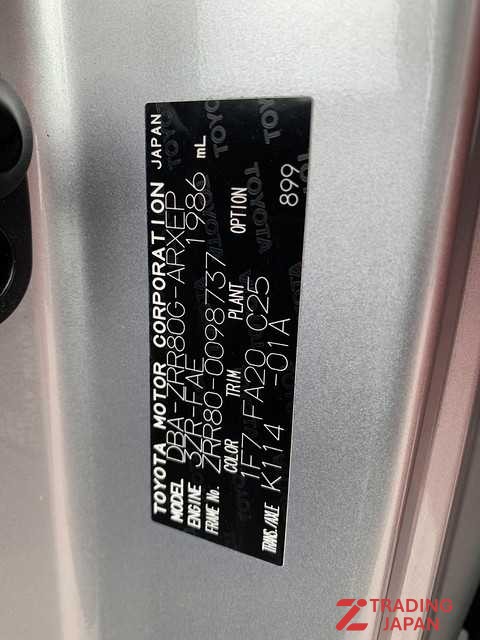 TOYOTA MOTOR CORPORATION JAPAN
MODEL DBA-ZRR80G-ARXEP
ENGINE 3ZR-FAE 1986 mL
FRAME No. ZRR80-0098737
COLOR TRIM PLANT OPTION
1F7 FA20 C25 899
TRANS./AXLE K114 -01A
TRADING
JAPAN